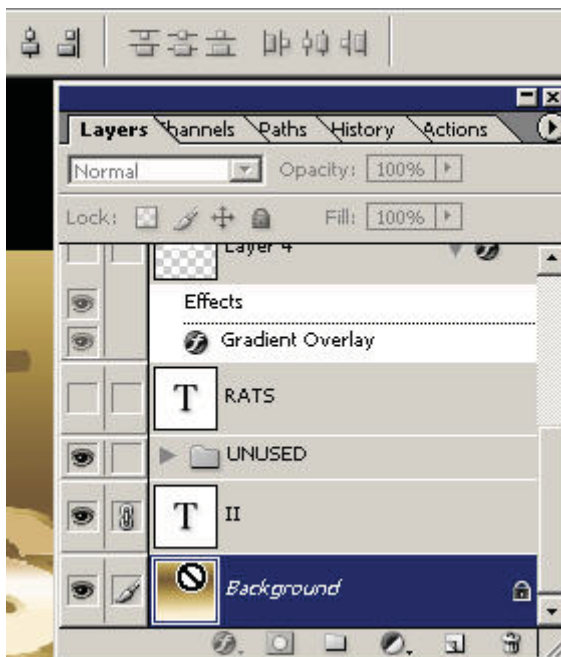 Layers Channels Paths History Actions
Normal Opacity: 100%
Lock: Fill: 100%
Layer 4
Effects
Gradient Overlay
T RATS
UNUSED
T II
Background